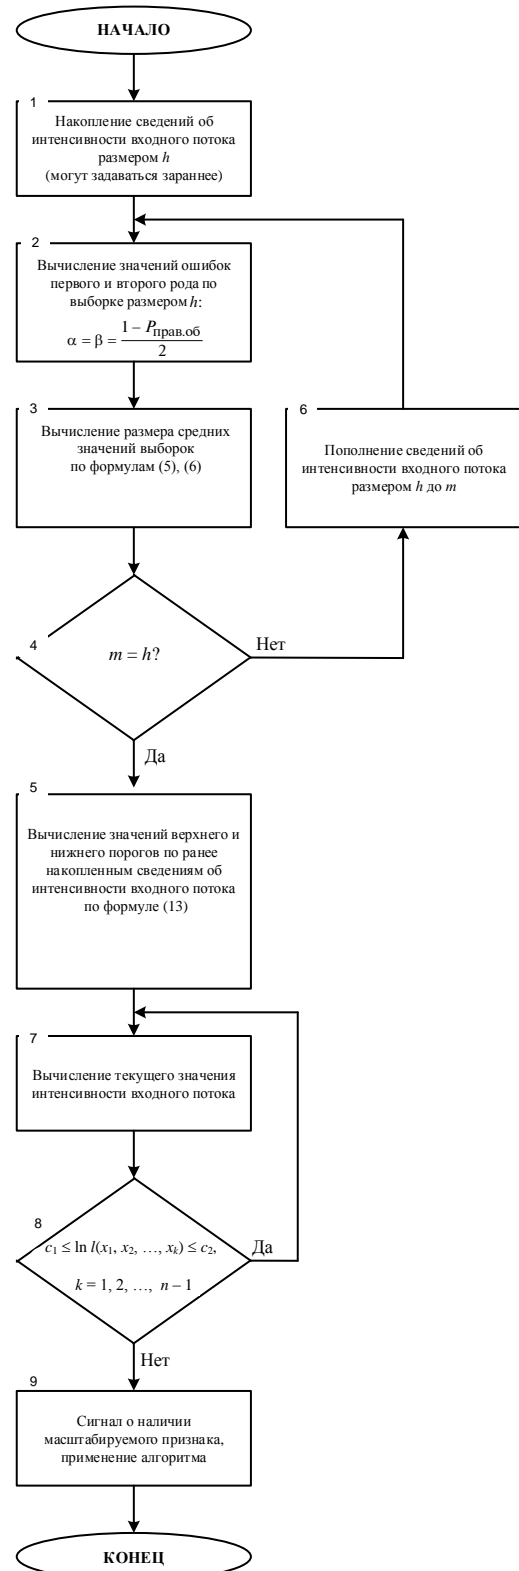 НАЧАЛО
1
Накопление сведений об
интенсивности входного потока
размером h
(могут задаваться зараннее)
2
Вычисление значений ошибок
первого и второго рода по
выборке размером h:
α = β = (1 – Pправ.об) / 2
3
Вычисление размера средних
значений выборок
по формулам (5), (6)
6
Пополнение сведений об
интенсивности входного потока
размером h до m
4
m = h?
Нет
Да
5
Вычисление значений верхнего и
нижнего порогов по ранее
накопленным сведениям об
интенсивности входного потока
по формуле (13)
7
Вычисление текущего значения
интенсивности входного потока
8
c₁ ≤ ln l(x₁, x₂, …, xₖ) ≤ c₂,
k = 1, 2, …, n – 1
Да
Нет
9
Сигнал о наличии
масштабируемого признака,
применение алгоритма
КОНЕЦ